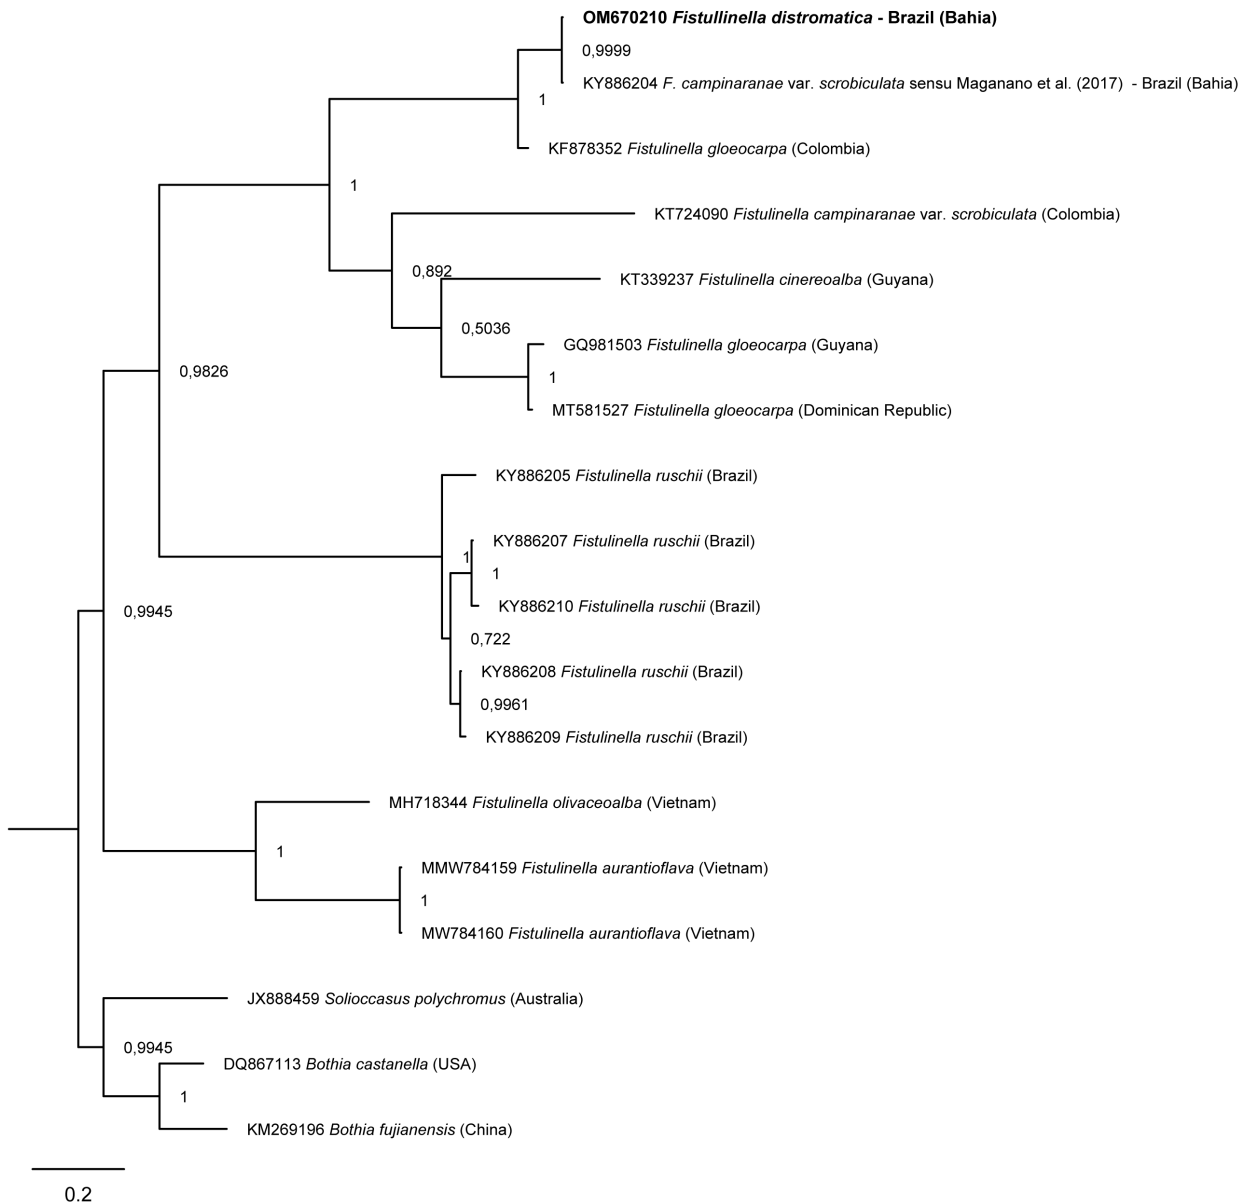 OM670210 Fistullinella distromatica - Brazil (Bahia)
0,9999
KY886204 F. campinaranae var. scrobiculata sensu Maganano et al. (2017) - Brazil (Bahia)
1
KF878352 Fistulinella gloeocarpa (Colombia)
1
KT724090 Fistulinella campinaranae var. scrobiculata (Colombia)
0,892
KT339237 Fistulinella cinereoalba (Guyana)
0,5036
GQ981503 Fistulinella gloeocarpa (Guyana)
0,9826
1
MT581527 Fistulinella gloeocarpa (Dominican Republic)
KY886205 Fistulinella ruschii (Brazil)
KY886207 Fistulinella ruschii (Brazil)
1
1
KY886210 Fistulinella ruschii (Brazil)
0,9945
0,722
KY886208 Fistulinella ruschii (Brazil)
0,9961
KY886209 Fistulinella ruschii (Brazil)
MH718344 Fistulinella olivaceoalba (Vietnam)
1
MMW784159 Fistulinella aurantioflava (Vietnam)
1
MW784160 Fistulinella aurantioflava (Vietnam)
JX888459 Solioccasus polychromus (Australia)
0,9945
DQ867113 Bothia castanella (USA)
1
KM269196 Bothia fujianensis (China)
0.2